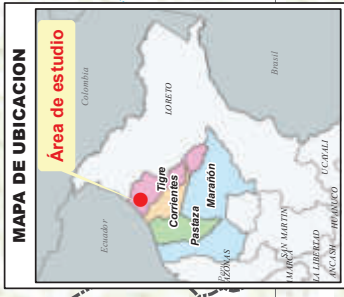 MAPA DE UBICACION
Área de estudio
Colombia
Ecuador
Brasil
LORETO
Tigre
Corrientes
Pastaza
Marañón
AZONAS
SAN MARTIN
UCAYALI
LA LIBERTAD
ANCASH
HUANUCO